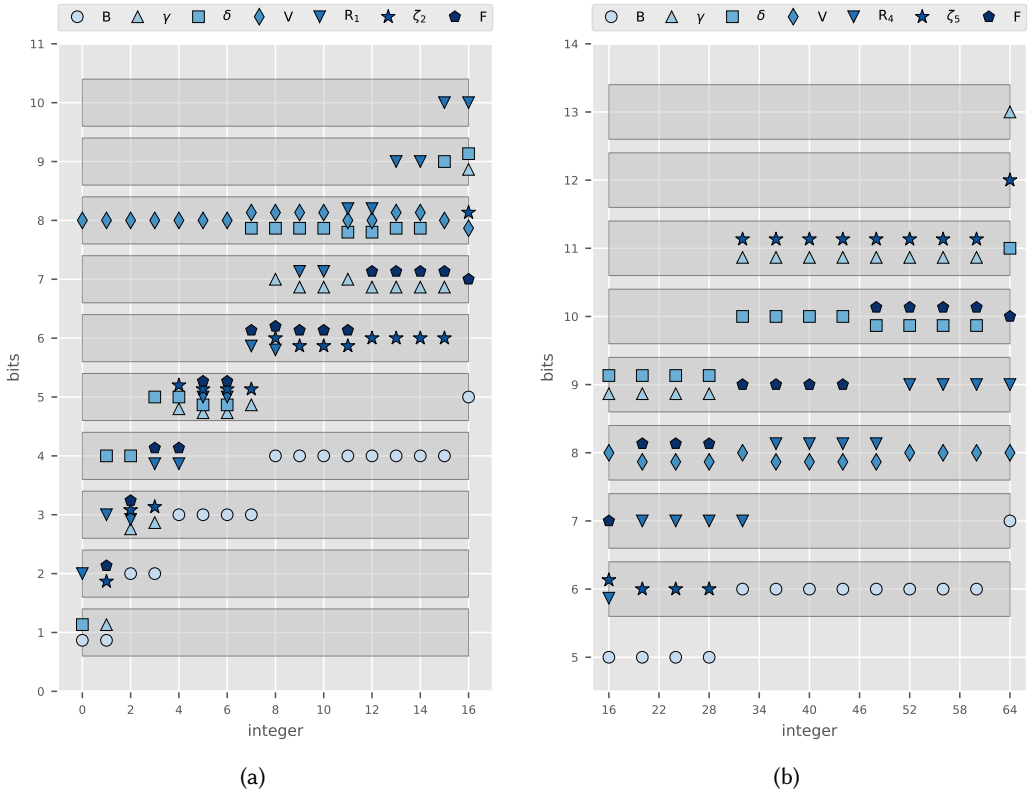 B γ δ V R₁ ζ₂ F
11
10
9
8
7
6
5
4
3
2
1
0
bits
0 2 4 6 8 10 12 14 16
integer
(a)
B γ δ V R₄ ζ₅ F
14
13
12
11
10
9
8
7
6
5
bits
16 22 28 34 40 46 52 58 64
integer
(b)